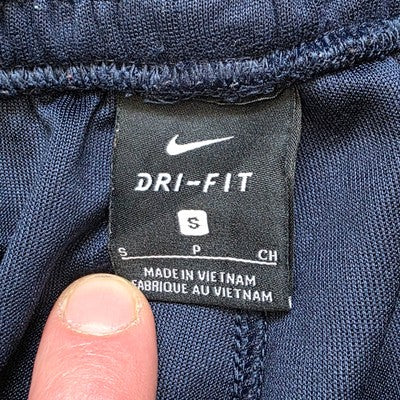 DRI-FIT
S
S P CH
MADE IN VIETNAM
FABRIQUE AU VIETNAM